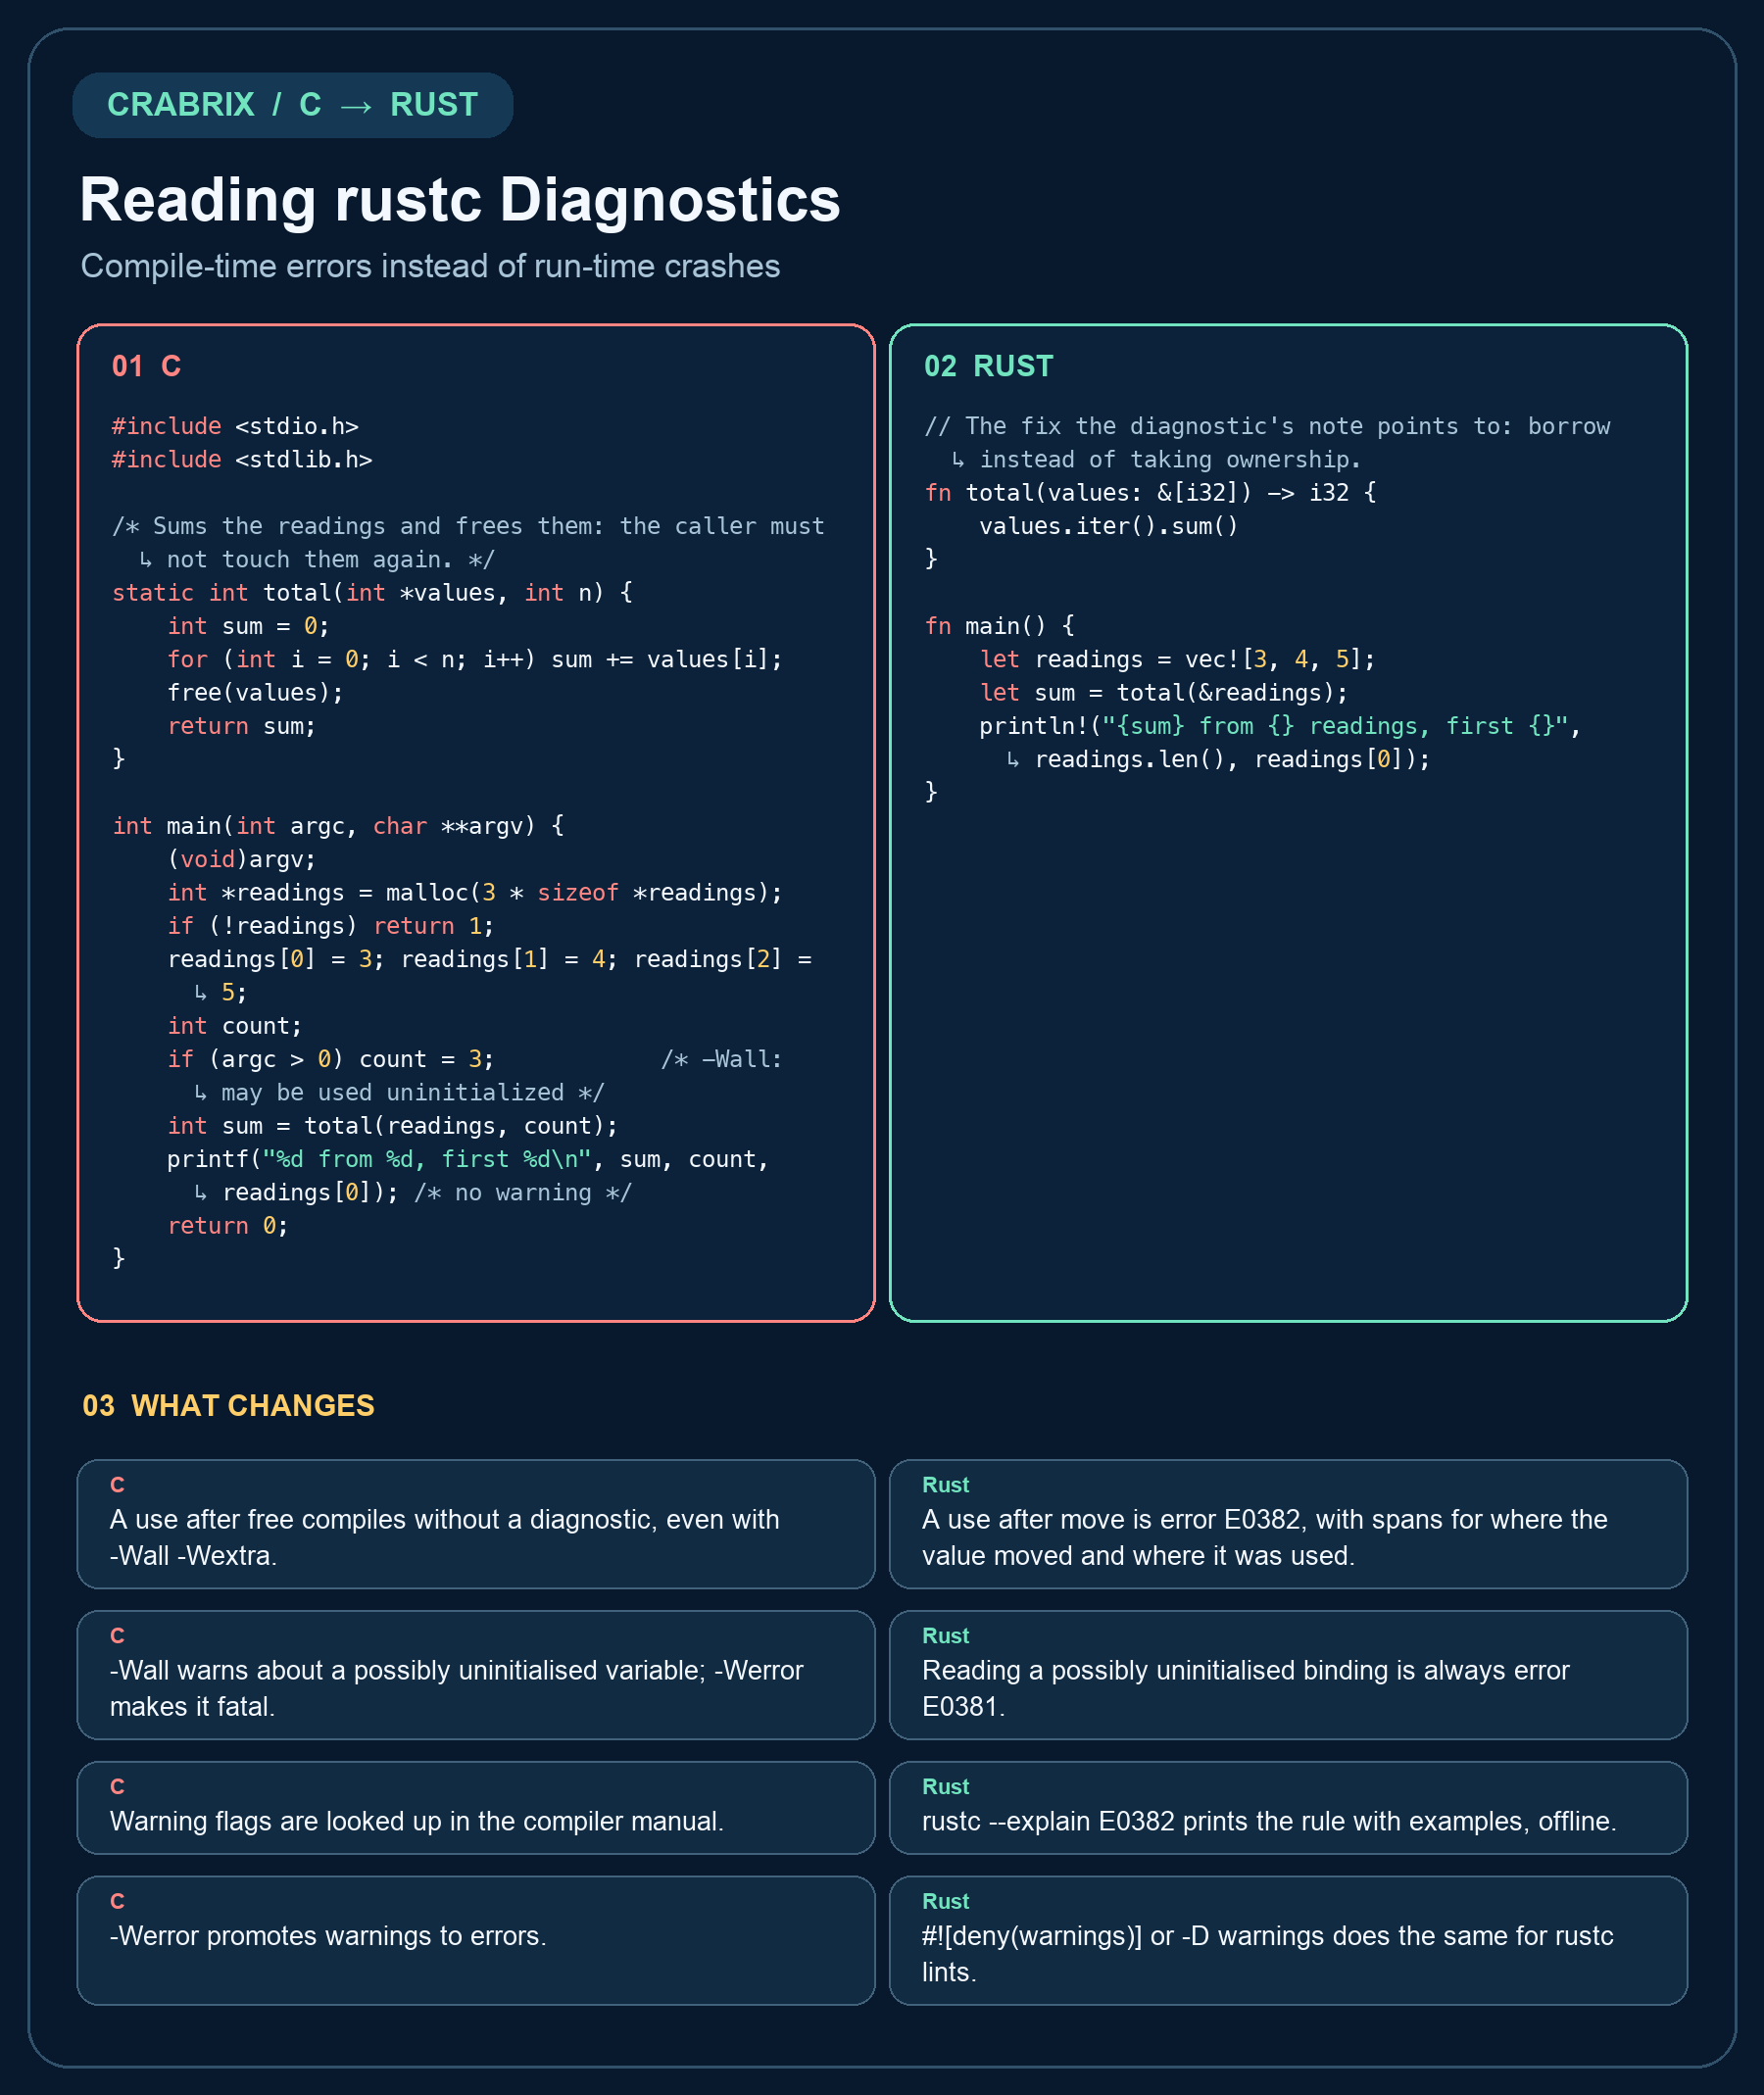 CRABRIX / C → RUST
Reading rustc Diagnostics
Compile-time errors instead of run-time crashes
01 C
#include <stdio.h>
#include <stdlib.h>

/* Sums the readings and frees them: the caller must
  ↳ not touch them again. */
static int total(int *values, int n) {
    int sum = 0;
    for (int i = 0; i < n; i++) sum += values[i];
    free(values);
    return sum;
}

int main(int argc, char **argv) {
    (void)argv;
    int *readings = malloc(3 * sizeof *readings);
    if (!readings) return 1;
    readings[0] = 3; readings[1] = 4; readings[2] =
      ↳ 5;
    int count;
    if (argc > 0) count = 3;            /* −Wall:
      ↳ may be used uninitialized */
    int sum = total(readings, count);
    printf("%d from %d, first %d\n", sum, count,
      ↳ readings[0]); /* no warning */
    return 0;
}
02 RUST
// The fix the diagnostic's note points to: borrow
  ↳ instead of taking ownership.
fn total(values: &[i32]) −> i32 {
    values.iter().sum()
}

fn main() {
    let readings = vec![3, 4, 5];
    let sum = total(&readings);
    println!("{sum} from {} readings, first {}",
      ↳ readings.len(), readings[0]);
}
03 WHAT CHANGES
C
A use after free compiles without a diagnostic, even with
-Wall -Wextra.
Rust
A use after move is error E0382, with spans for where the
value moved and where it was used.
C
-Wall warns about a possibly uninitialised variable; -Werror
makes it fatal.
Rust
Reading a possibly uninitialised binding is always error
E0381.
C
Warning flags are looked up in the compiler manual.
Rust
rustc --explain E0382 prints the rule with examples, offline.
C
-Werror promotes warnings to errors.
Rust
#![deny(warnings)] or -D warnings does the same for rustc
lints.